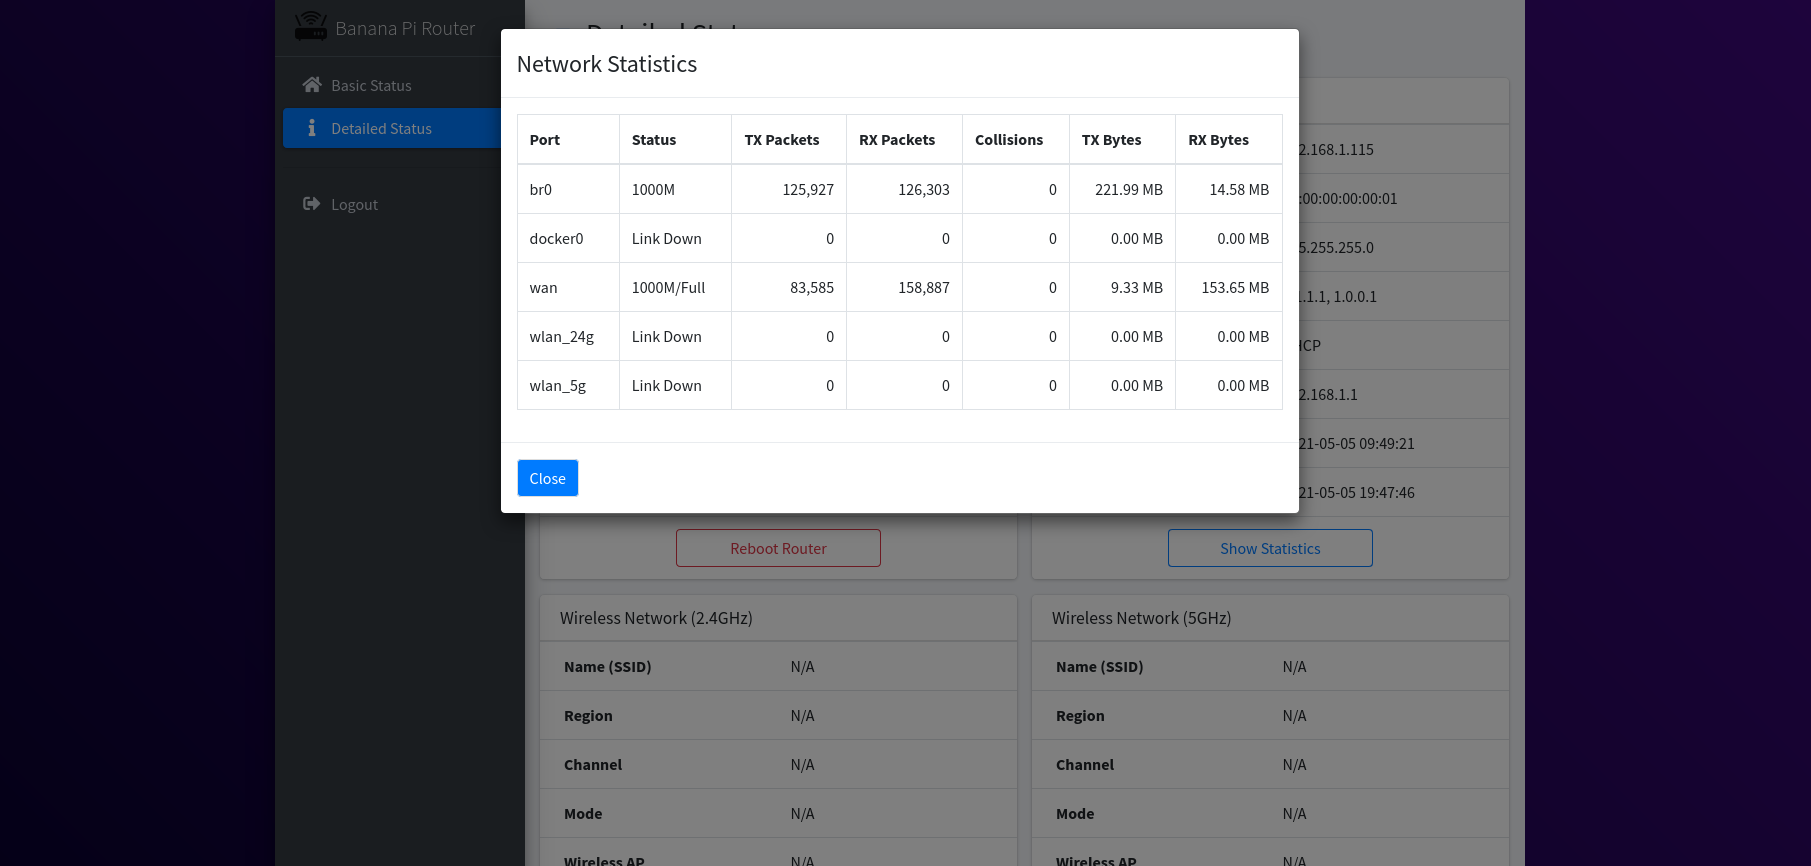 Banana Pi Router
Basic Status
Detailed Status
Logout
Network Statistics
Port Status TX Packets RX Packets Collisions TX Bytes RX Bytes
br0 1000M 125,927 126,303 0 221.99 MB 14.58 MB
docker0 Link Down 0 0 0 0.00 MB 0.00 MB
wan 1000M/Full 83,585 158,887 0 9.33 MB 153.65 MB
wlan_24g Link Down 0 0 0 0.00 MB 0.00 MB
wlan_5g Link Down 0 0 0 0.00 MB 0.00 MB
Close
2.168.1.115
:00:00:00:00:01
5.255.255.0
.1.1, 1.0.0.1
HCP
2.168.1.1
21-05-05 09:49:21
21-05-05 19:47:46
Reboot Router
Show Statistics
Wireless Network (2.4GHz)
Name (SSID) N/A
Region N/A
Channel N/A
Mode N/A
Wireless AP N/A
Wireless Network (5GHz)
Name (SSID) N/A
Region N/A
Channel N/A
Mode N/A
Wireless AP N/A